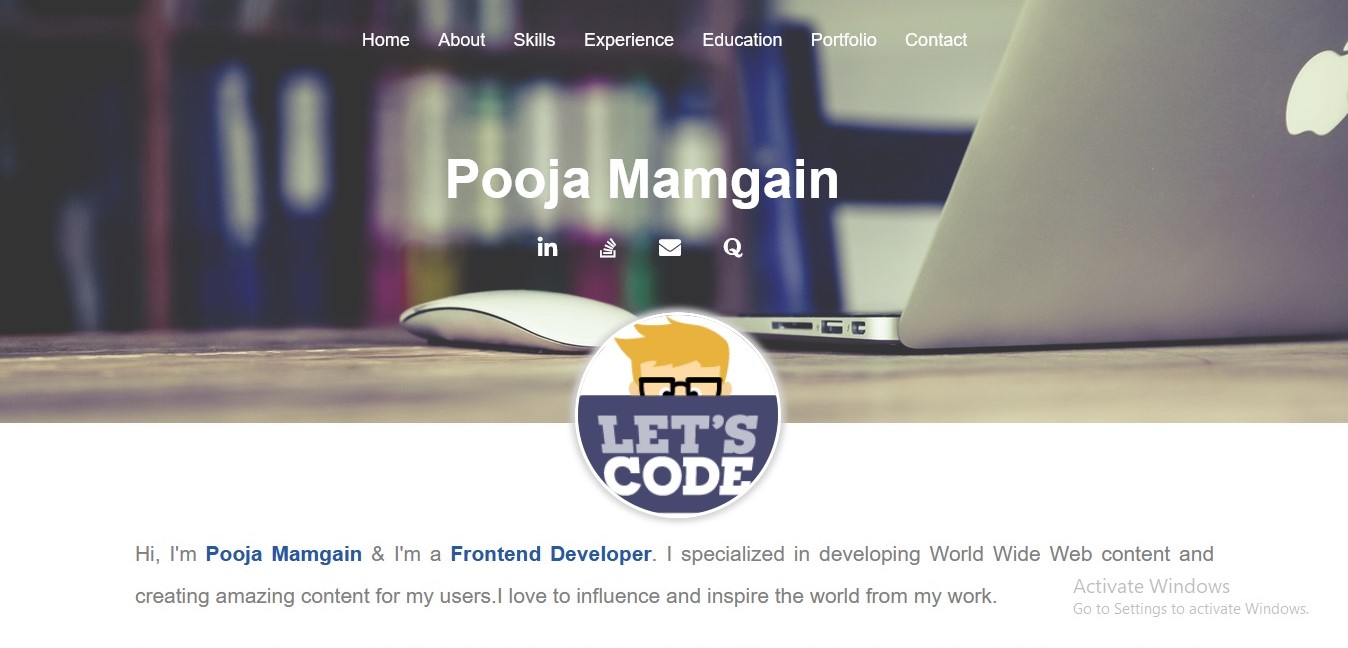 Home About Skills Experience Education Portfolio Contact
Pooja Mamgain
in
Q
LET'S
CODE
Hi, I'm Pooja Mamgain & I'm a Frontend Developer. I specialized in developing World Wide Web content and
creating amazing content for my users.I love to influence and inspire the world from my work.
Activate Windows
Go to Settings to activate Windows.